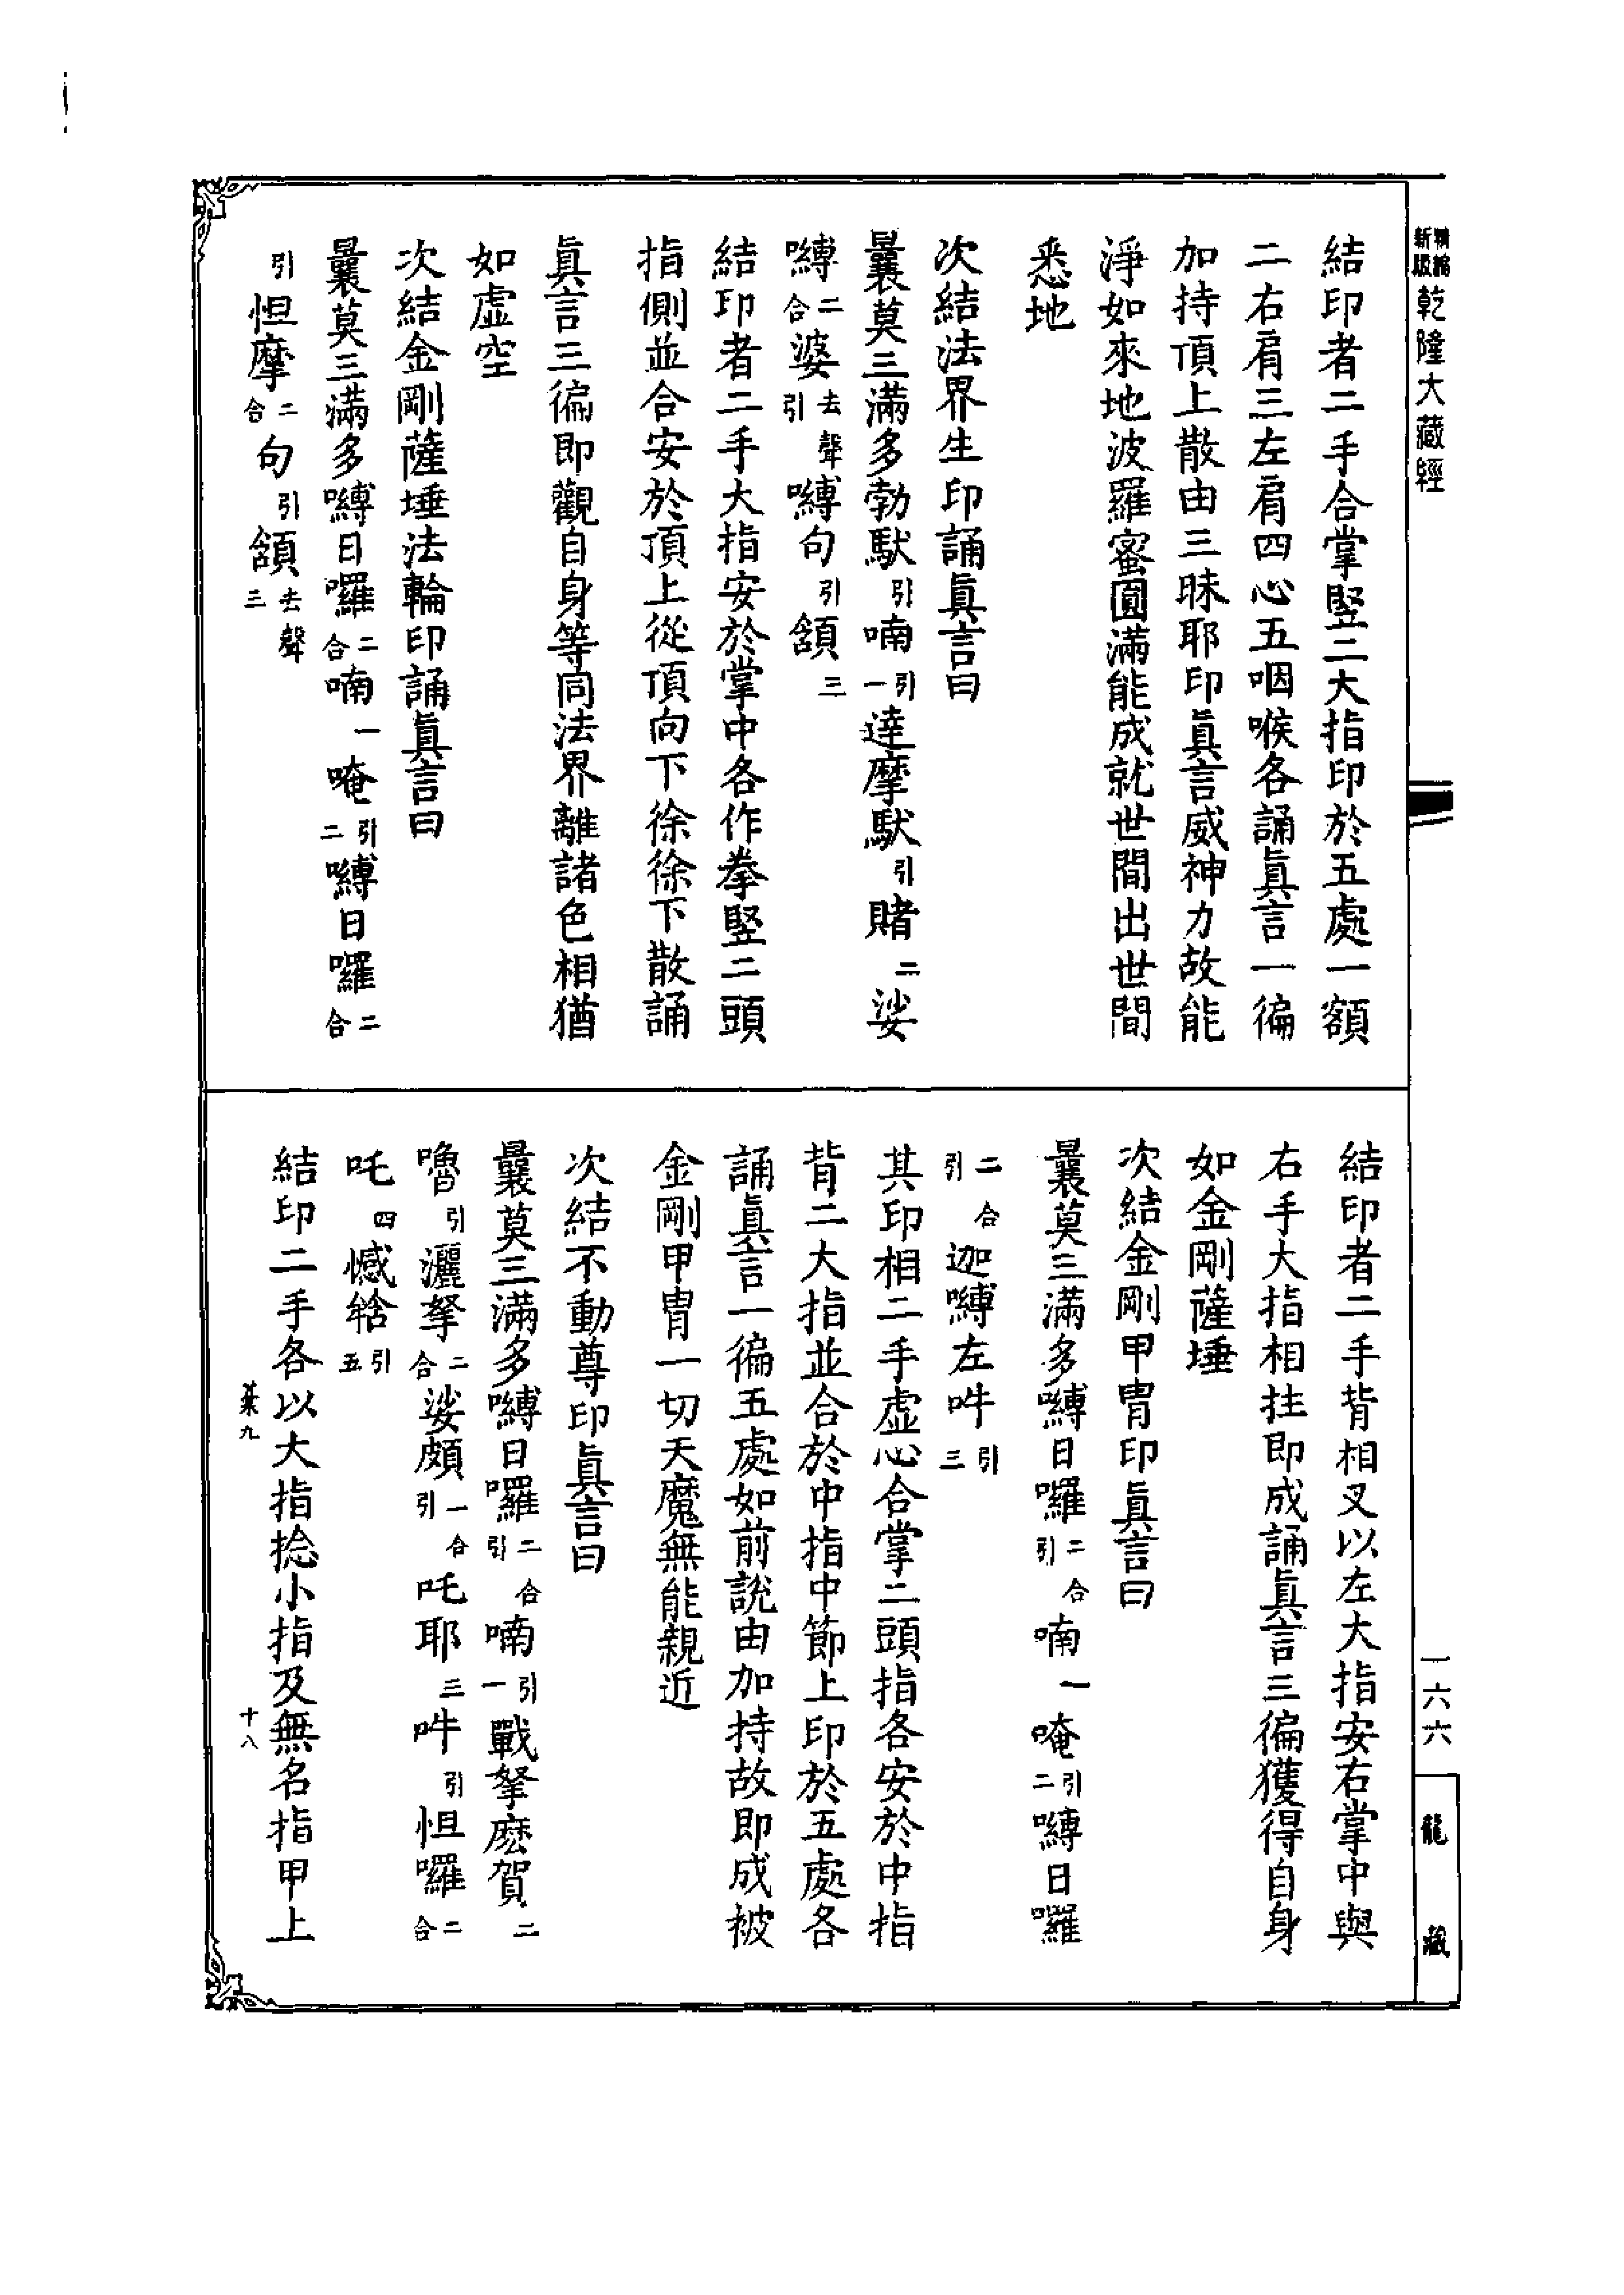 精編新版 乾隆大藏經
結印者二手合掌竪二大指印於五處一額
二右肩三左肩四心五咽喉各誦眞言一徧
加持頂上散由三昧耶印眞言威神力故能
淨如來地波羅蜜圓滿能成就世間出世間
悉地
次結法界生印誦眞言曰
曩莫三滿多勃馱引喃引一達摩馱引賭二娑
嚩二合婆去聲引嚩句引頷三
結印者二手大指安於掌中各作拳竪二頭
指側並合安於頂上從頂向下徐徐下散誦
眞言三徧即觀自身等同法界離諸色相猶
如虛空
次結金剛薩埵法輪印誦眞言曰
曩莫三滿多嚩日囉二合喃一唵引二嚩日囉二合
引怛摩二合句引頷去聲三
結印者二手背相叉以左大指安右掌中與
右手大指相拄即成誦眞言三徧獲得自身
如金剛薩埵
次結金剛甲冑印眞言曰
曩莫三滿多嚩日囉二合引喃一唵引二嚩日囉
二合引迦嚩左吽引三
其印相二手虛心合掌二頭指各安於中指
背二大指並合於中指中節上印於五處各
誦眞言一徧五處如前說由加持故即成被
金剛甲冑一切天魔無能親近
次結不動尊印眞言曰
曩莫三滿多嚩日囉二合引喃引一戰拏麽賀二
嚕引灑拏二合娑頗一合引吒耶三吽引怛囉二合
吒四憾𤚥引五
結印二手各以大指捻小指及無名指甲上
九
十八
一六六
龍藏